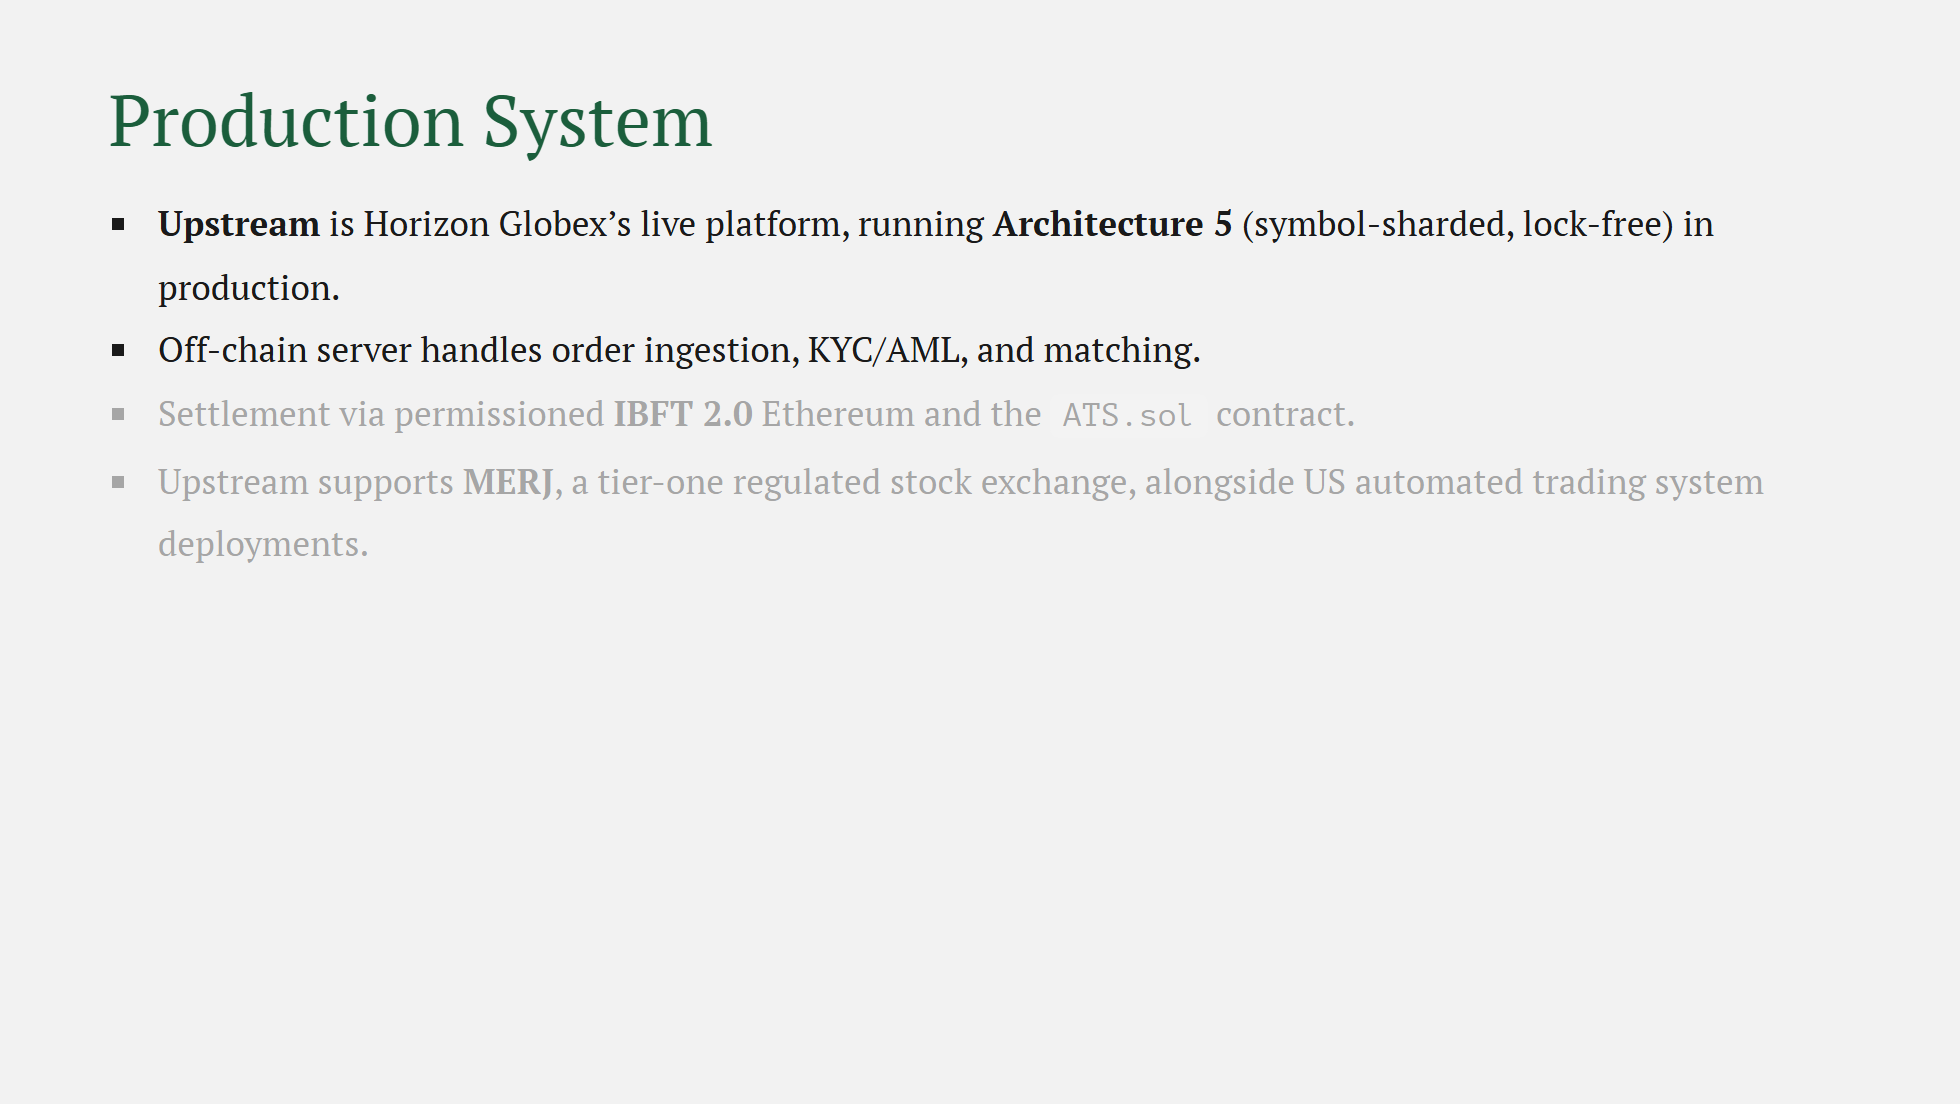 Production System
▪ Upstream is Horizon Globex’s live platform, running Architecture 5 (symbol-sharded, lock-free) in
production.
▪ Off-chain server handles order ingestion, KYC/AML, and matching.
▪ Settlement via permissioned IBFT 2.0 Ethereum and the ATS.sol contract.
▪ Upstream supports MERJ, a tier-one regulated stock exchange, alongside US automated trading system
deployments.